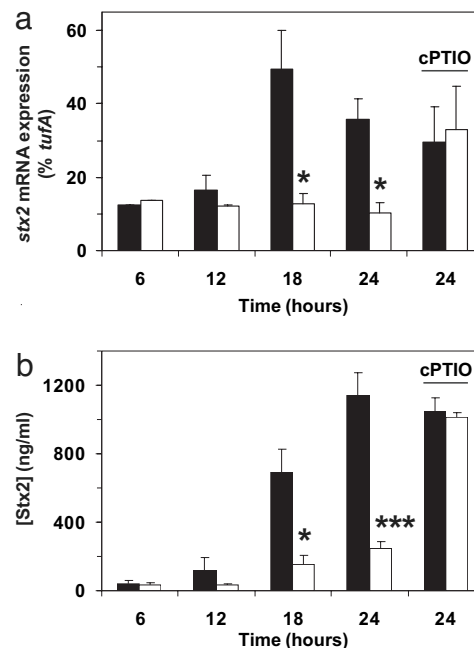 a
stx2 mRNA expression
(% tufA)
60
40
20
0
cPTIO
*
*
6 12 18 24 24
Time (hours)
b
[Stx2] (ng/ml)
1200
800
400
0
cPTIO
*
***
6 12 18 24 24
Time (hours)